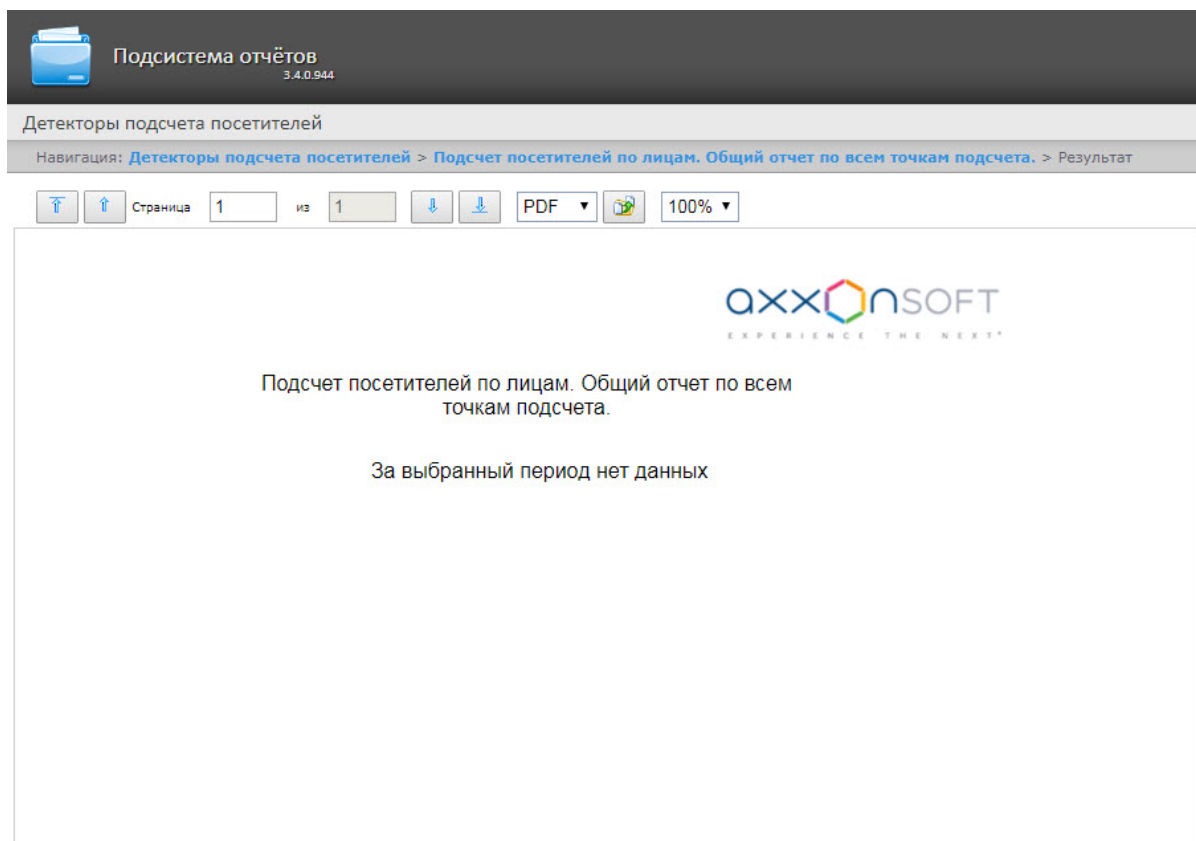 Подсистема отчётов
3.4.0.944
Детекторы подсчета посетителей
Навигация: Детекторы подсчета посетителей > Подсчет посетителей по лицам. Общий отчет по всем точкам подсчета. > Результат
Страница 1 из 1 PDF 100%
axxonsoft
EXPERIENCE THE NEXT
Подсчет посетителей по лицам. Общий отчет по всем
точкам подсчета.
За выбранный период нет данных